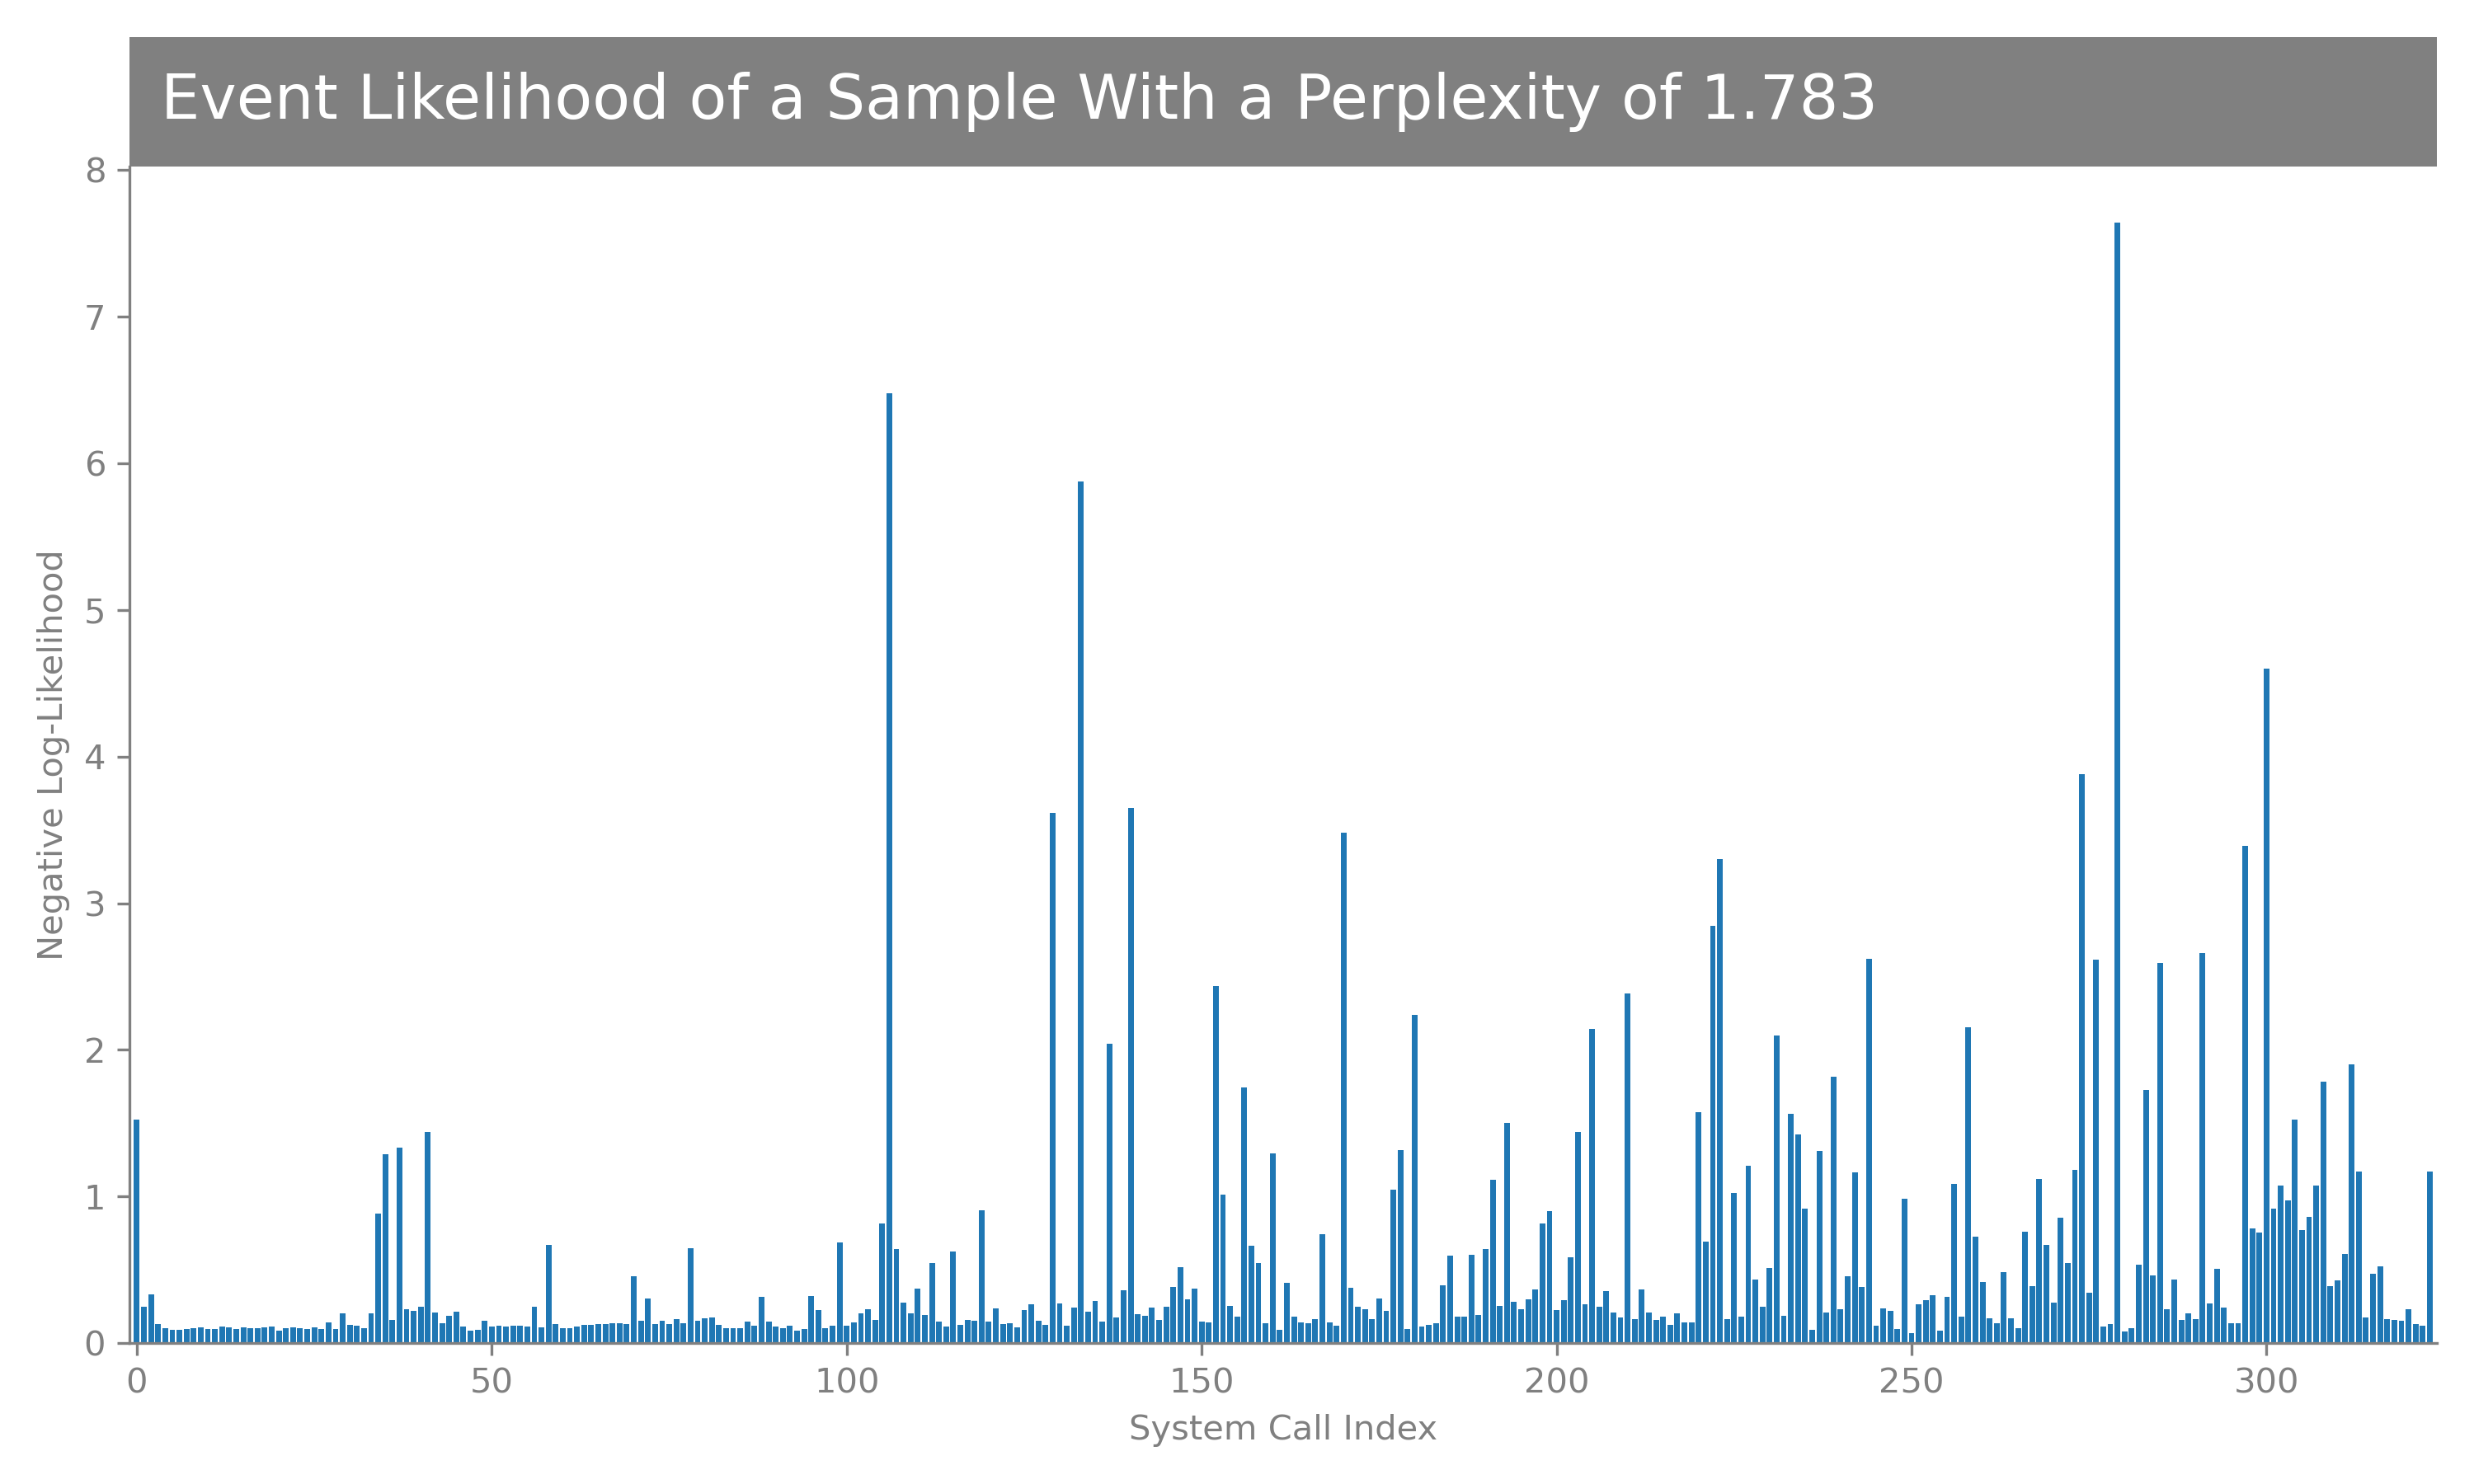 Event Likelihood of a Sample With a Perplexity of 1.783
8
7
6
5
4
3
2
1
0
Negative Log-Likelihood
0 50 100 150 200 250 300
System Call Index